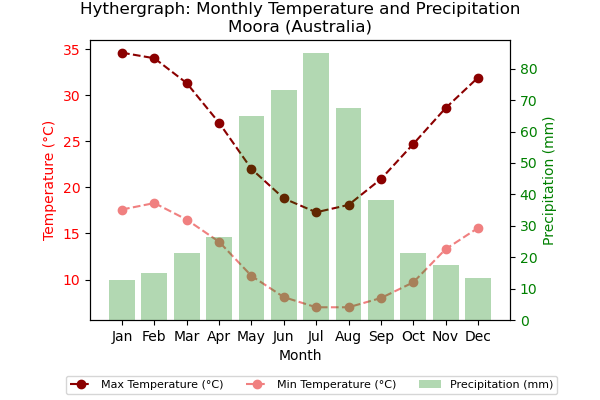 Hythergraph: Monthly Temperature and Precipitation
Moora (Australia)
Temperature (°C)
35
30
25
20
15
10
80
70
60
50
40
30
20
10
0
Precipitation (mm)
Jan Feb Mar Apr May Jun Jul Aug Sep Oct Nov Dec
Month
Max Temperature (°C) Min Temperature (°C) Precipitation (mm)